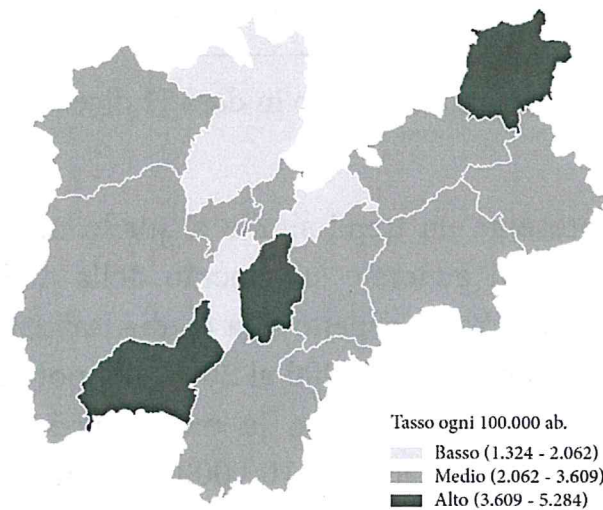 Tasso ogni 100.000 ab.
Basso (1.324 - 2.062)
Medio (2.062 - 3.609)
Alto (3.609 - 5.284)